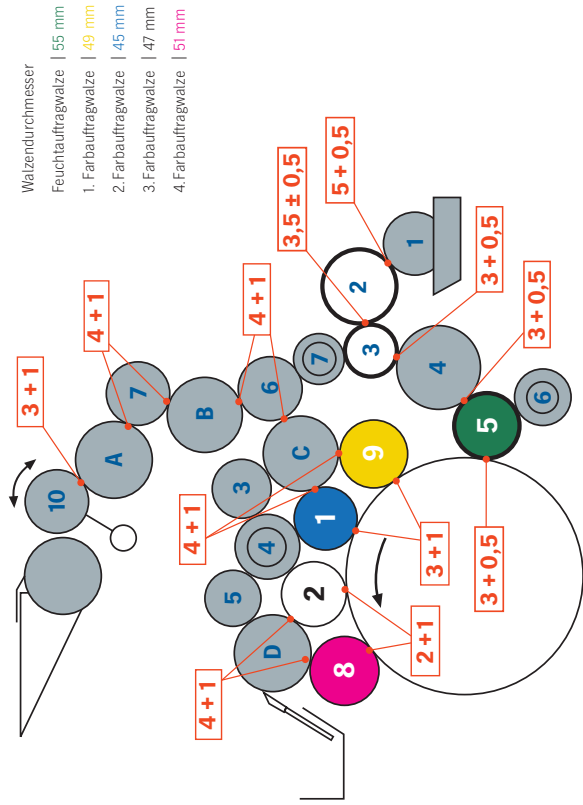 Walzendurchmesser
Feuchtauftragwalze | 55 mm
1. Farbauftragwalze | 49 mm
2. Farbauftragwalze | 45 mm
3. Farbauftragwalze | 47 mm
4. Farbauftragwalze | 51 mm
3 + 1
4 + 1
4 + 1
3,5 ± 0,5
5 + 0,5
3 + 0,5
3 + 0,5
3 + 0,5
3 + 1
2 + 1
4 + 1
4 + 1
10
A
7
B
6
7
3
2
1
4
5
6
C
9
3
1
4
2
5
D
8